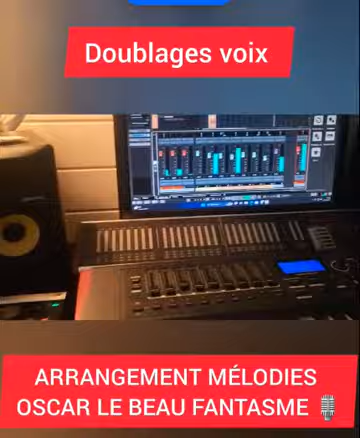 Doublages voix
ARRANGEMENT MÉLODIES
OSCAR LE BEAU FANTASME 🎙️